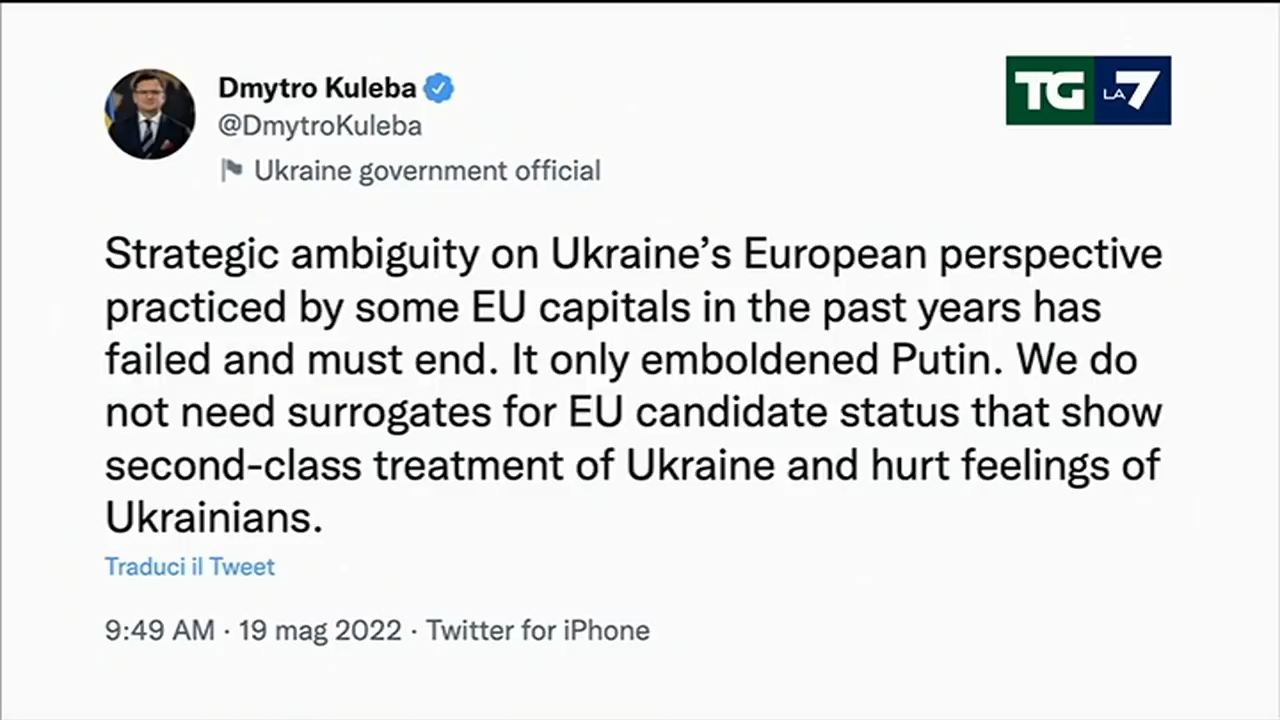 Dmytro Kuleba
@DmytroKuleba
Ukraine government official
TG LA7
Strategic ambiguity on Ukraine’s European perspective
practiced by some EU capitals in the past years has
failed and must end. It only emboldened Putin. We do
not need surrogates for EU candidate status that show
second-class treatment of Ukraine and hurt feelings of
Ukrainians.
Traduci il Tweet
9:49 AM · 19 mag 2022 · Twitter for iPhone